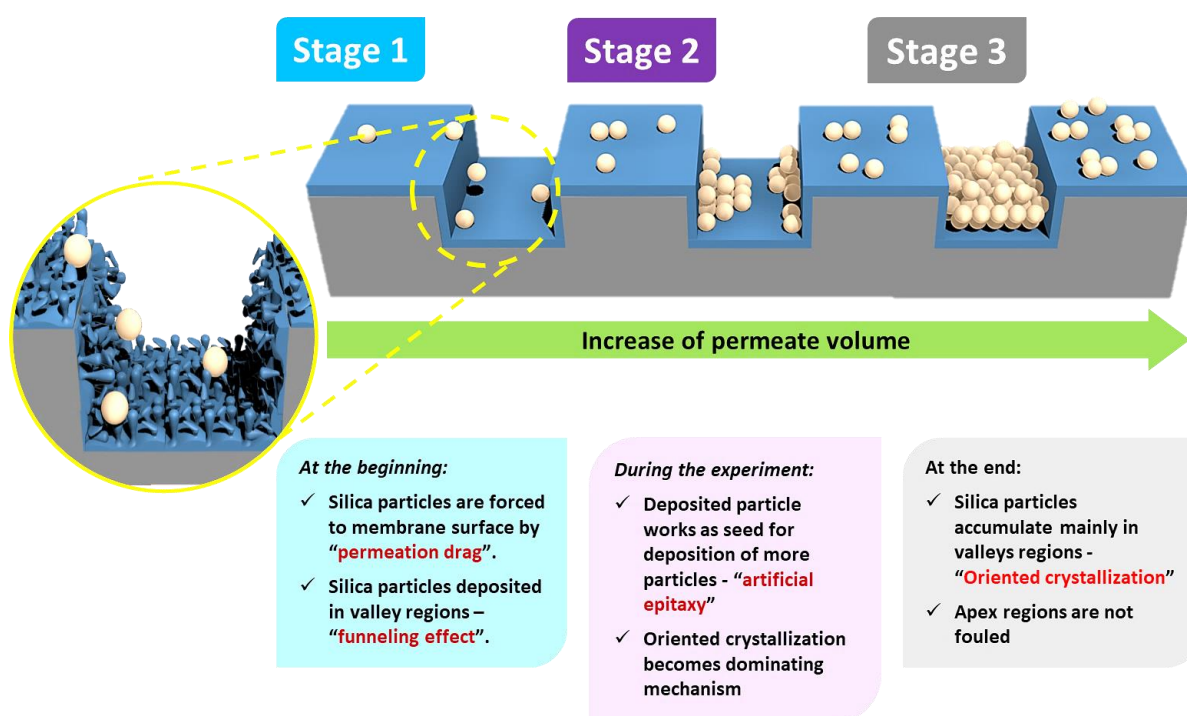 Stage 1
Stage 2
Stage 3
Increase of permeate volume
At the beginning:
✓ Silica particles are forced
to membrane surface by
“permeation drag”.
✓ Silica particles deposited
in valley regions –
“funneling effect”.
During the experiment:
✓ Deposited particle
works as seed for
deposition of more
particles - “artificial
epitaxy”
✓ Oriented crystallization
becomes dominating
mechanism
At the end:
✓ Silica particles
accumulate mainly in
valleys regions -
“Oriented crystallization”
✓ Apex regions are not
fouled